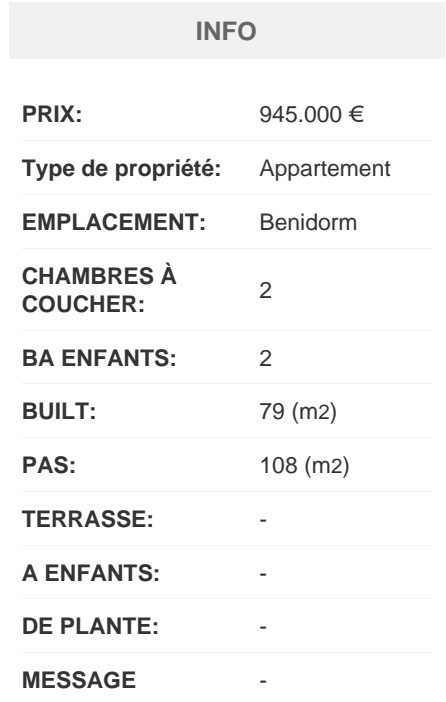 INFO
PRIX: 945.000 €
Type de propriété: Appartement
EMPLACEMENT: Benidorm
CHAMBRES À
COUCHER: 2
BA ENFANTS: 2
BUILT: 79 (m2)
PAS: 108 (m2)
TERRASSE: -
A ENFANTS: -
DE PLANTE: -
MESSAGE -